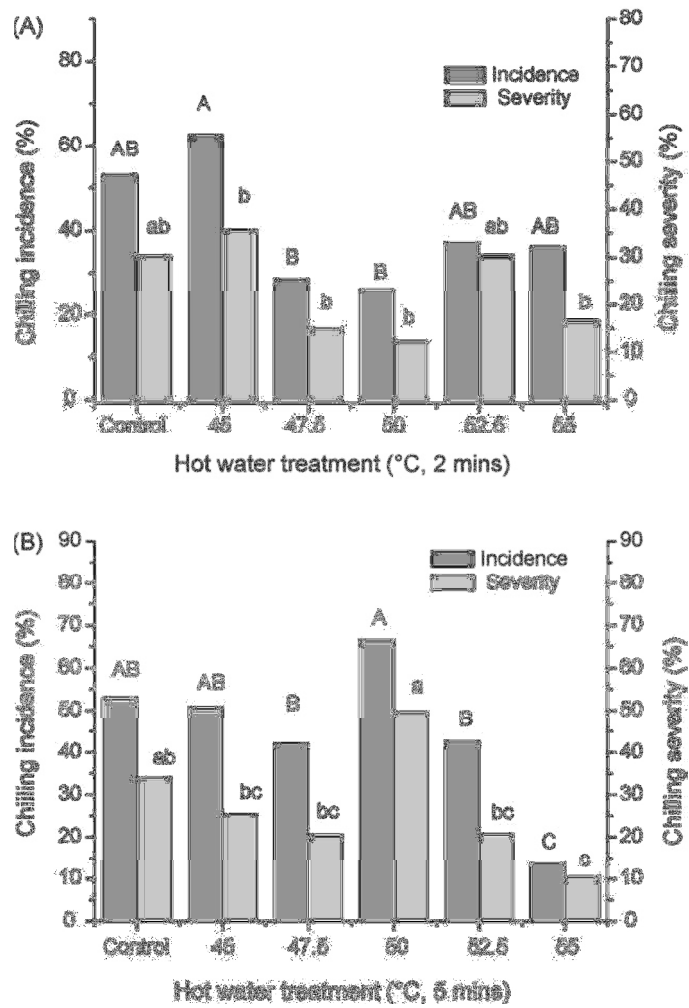 (A)
80
60
40
20
0
Chilling incidence (%)
80
70
60
50
40
30
20
10
0
Chilling severity (%)
Incidence
Severity
AB
ab
A
b
B
b
B
b
AB
ab
AB
b
Control 45 47.5 50 52.5 55
Hot water treatment (°C, 2 mins)
(B)
90
80
70
60
50
40
30
20
10
0
Chilling incidence (%)
90
80
70
60
50
40
30
20
10
0
Chilling severity (%)
Incidence
Severity
AB
ab
AB
bc
B
bc
A
a
B
bc
C
c
Control 45 47.5 50 52.5 55
Hot water treatment (°C, 5 mins)